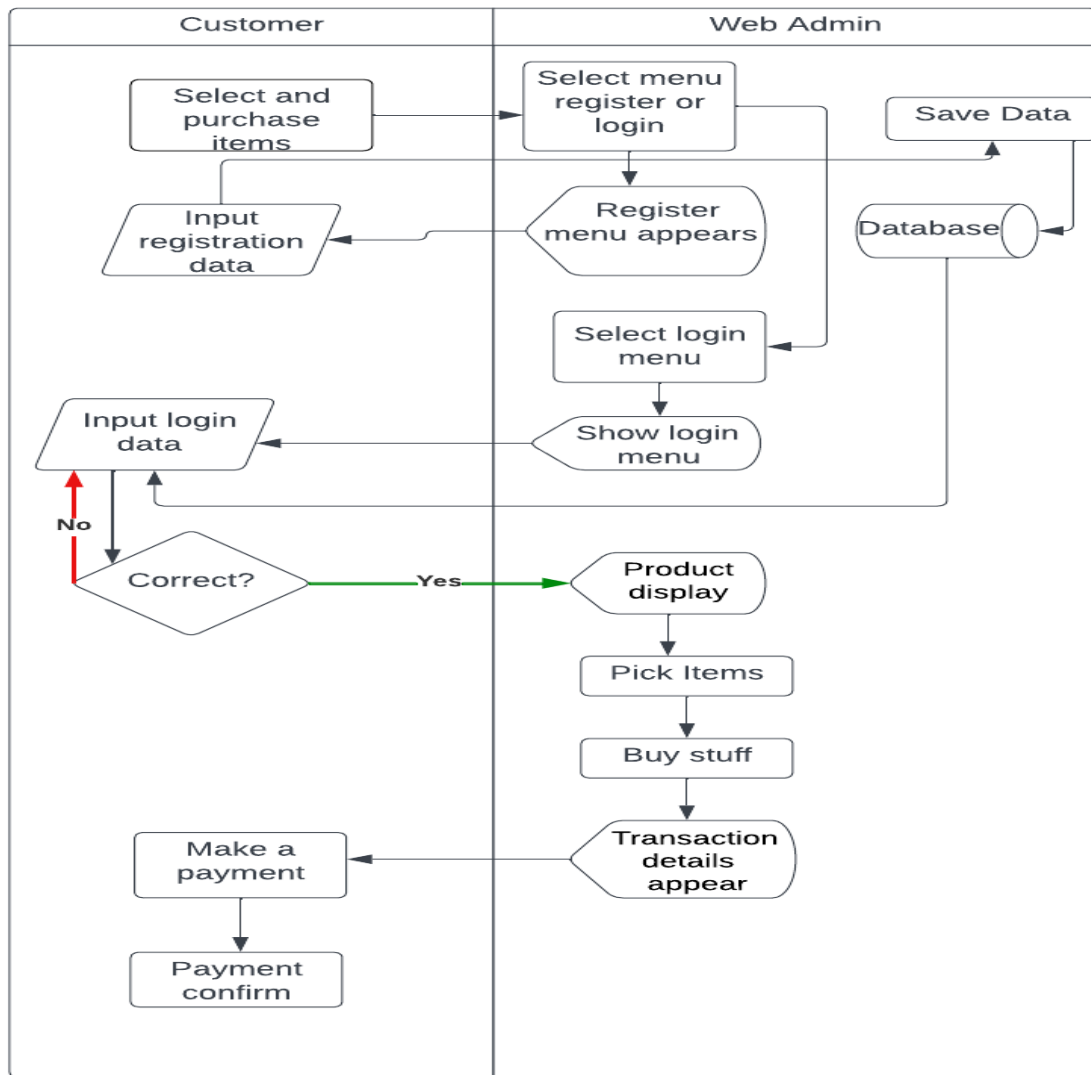 Customer
Web Admin
Select and
purchase
items
Select menu
register or
login
Save Data
Input
registration
data
Register
menu appears
Database
Select login
menu
Input login
data
Show login
menu
No
Correct?
Yes
Product
display
Pick Items
Buy stuff
Make a
payment
Transaction
details
appear
Payment
confirm